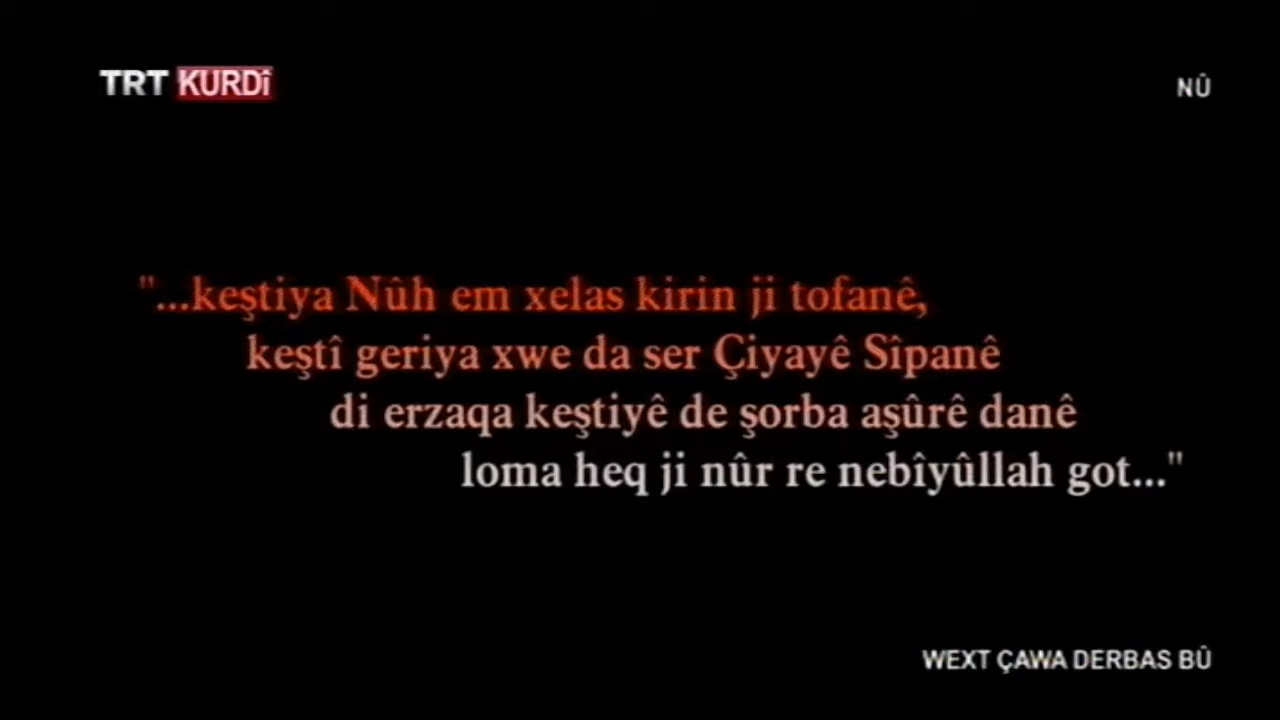 TRT KURDî
NÛ
"...keştiya Nûh em xelas kirin ji tofanê,
keştî geriya xwe da ser Çiyayê Sîpanê
di erzaqa keştiyê de şorba aşûrê danê
loma heq ji nûr re nebîyûllah got..."
WEXT ÇAWA DERBAS BÛ